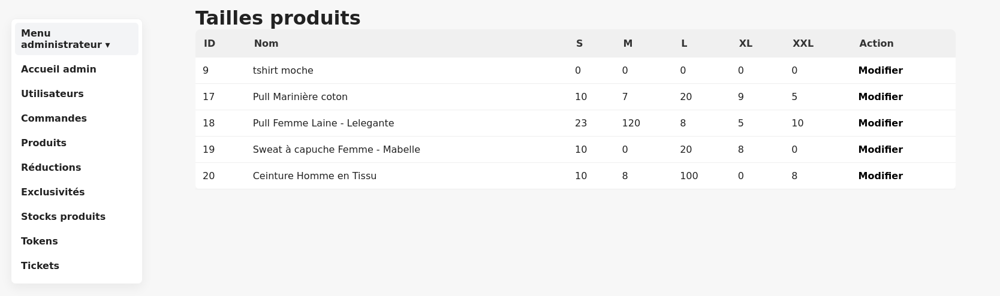 Menu
administrateur ▾
Accueil admin
Utilisateurs
Commandes
Produits
Réductions
Exclusivités
Stocks produits
Tokens
Tickets
Tailles produits
ID Nom S M L XL XXL Action
9 tshirt moche 0 0 0 0 0 Modifier
17 Pull Marinière coton 10 7 20 9 5 Modifier
18 Pull Femme Laine - Lelegante 23 120 8 5 10 Modifier
19 Sweat à capuche Femme - Mabelle 10 0 20 8 0 Modifier
20 Ceinture Homme en Tissu 10 8 100 0 8 Modifier